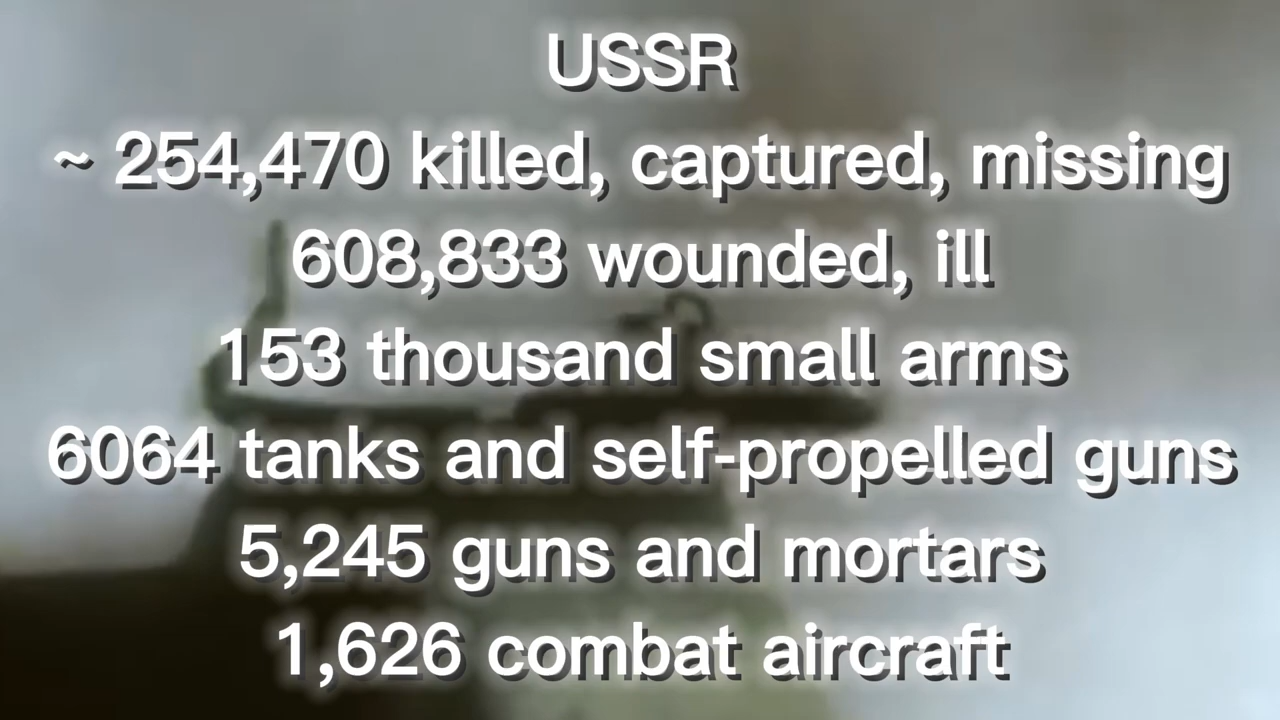 USSR
~ 254,470 killed, captured, missing
608,833 wounded, ill
153 thousand small arms
6064 tanks and self-propelled guns
5,245 guns and mortars
1,626 combat aircraft